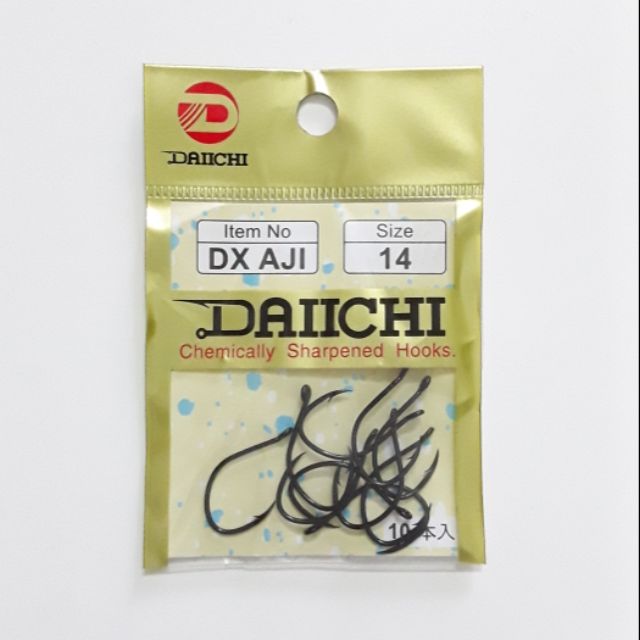 DAIICHI
Item No
DX AJI
Size
14
DAIICHI
Chemically Sharpened Hooks.
10本入